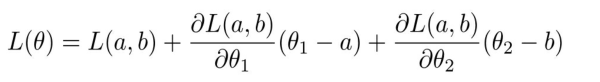 L(θ) = L(a, b) + ∂L(a, b)/∂θ₁ (θ₁ − a) + ∂L(a, b)/∂θ₂ (θ₂ − b)